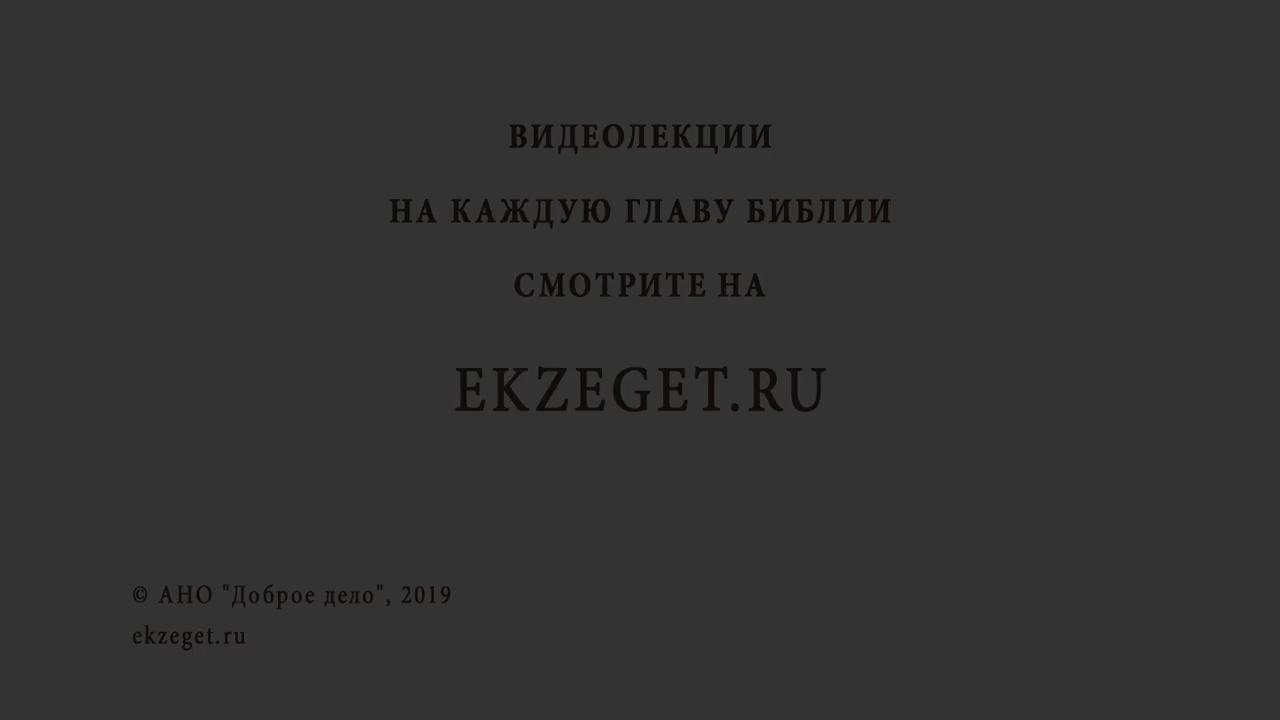 ВИДЕОЛЕКЦИИ
НА КАЖДУЮ ГЛАВУ БИБЛИИ
СМОТРИТЕ НА
EKZEGET.RU
© АНО "Доброе дело", 2019
ekzeget.ru